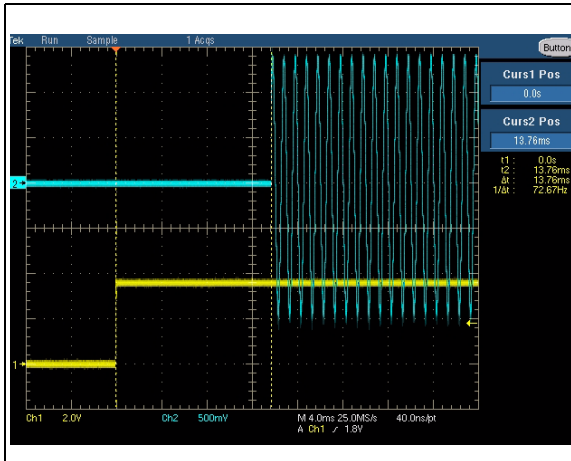 Tek Run Sample 1 Acqs
Button
Curs1 Pos
0.0s
Curs2 Pos
13.76ms
t1 : 0.0s
t2 : 13.76ms
Δt : 13.76ms
1/Δt : 72.67Hz
2
1
Ch1 2.0V Ch2 500mV M 4.0ms 25.0MS/s 40.0ns/pt
A Ch1 ∕ 1.8V